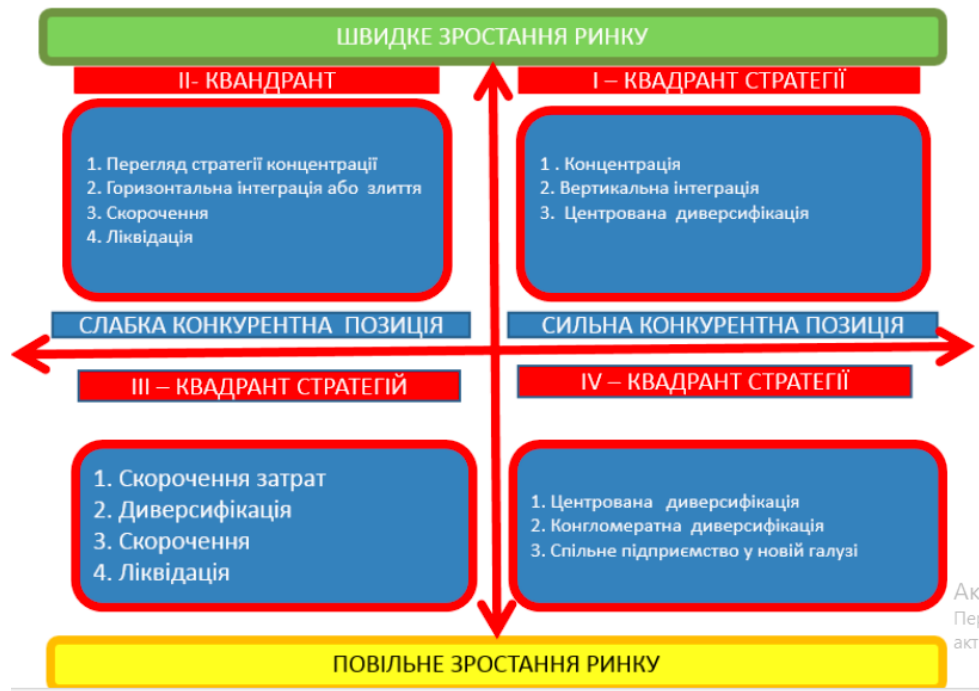 ШВИДКЕ ЗРОСТАННЯ РИНКУ
ІІ- КВАНДРАНТ
І – КВАДРАНТ СТРАТЕГІЇ
1. Перегляд стратегії концентрації
2. Горизонтальна інтеграція або злиття
3. Скорочення
4. Ліквідація
1 . Концентрація
2. Вертикальна інтеграція
3. Центрована диверсифікація
СЛАБКА КОНКУРЕНТНА ПОЗИЦІЯ
СИЛЬНА КОНКУРЕНТНА ПОЗИЦІЯ
ІІІ – КВАДРАНТ СТРАТЕГІЙ
IV – КВАДРАНТ СТРАТЕГІЇ
1. Скорочення затрат
2. Диверсифікація
3. Скорочення
4. Ліквідація
1. Центрована диверсифікація
2. Конгломератна диверсифікація
3. Спільне підприємство у новій галузі
ПОВІЛЬНЕ ЗРОСТАННЯ РИНКУ